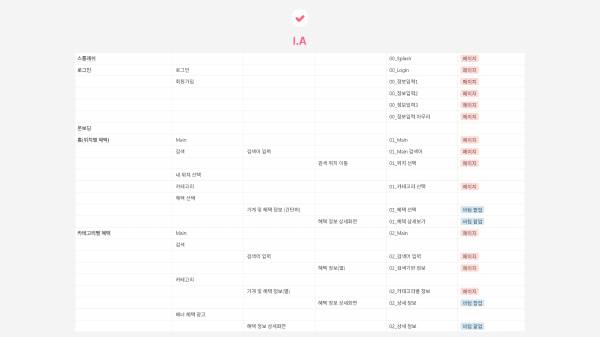 I.A
스플래쉬 00_Splash 페이지
로그인 로그인 00_Login 페이지
회원가입 00_정보입력1 페이지
00_정보입력2 페이지
00_정보입력3 페이지
00_정보입력 마무리 페이지
온보딩
홈(위치별 혜택) Main 01_Main 페이지
검색 검색어 입력 01_Main 검색어 페이지
검색 위치 이동 01_위치 선택 페이지
내 위치 선택
카테고리 01_카테고리 선택 페이지
혜택 선택
가게 및 혜택 정보 (간단히) 01_혜택 선택 바텀 팝업
혜택 정보 상세화면 01_혜택 상세보기 바텀 팝업
카테고리별 혜택 Main 02_Main 페이지
검색
검색어 입력 02_검색어 입력 페이지
혜택 정보(별) 02_검색기반 정보 페이지
카테고리
가게 및 혜택 정보(별) 02_카테고리별 정보 페이지
혜택 정보 상세화면 02_상세 정보 바텀 팝업
배너 혜택 광고
혜택 정보 상세화면 02_상세 정보 바텀 팝업